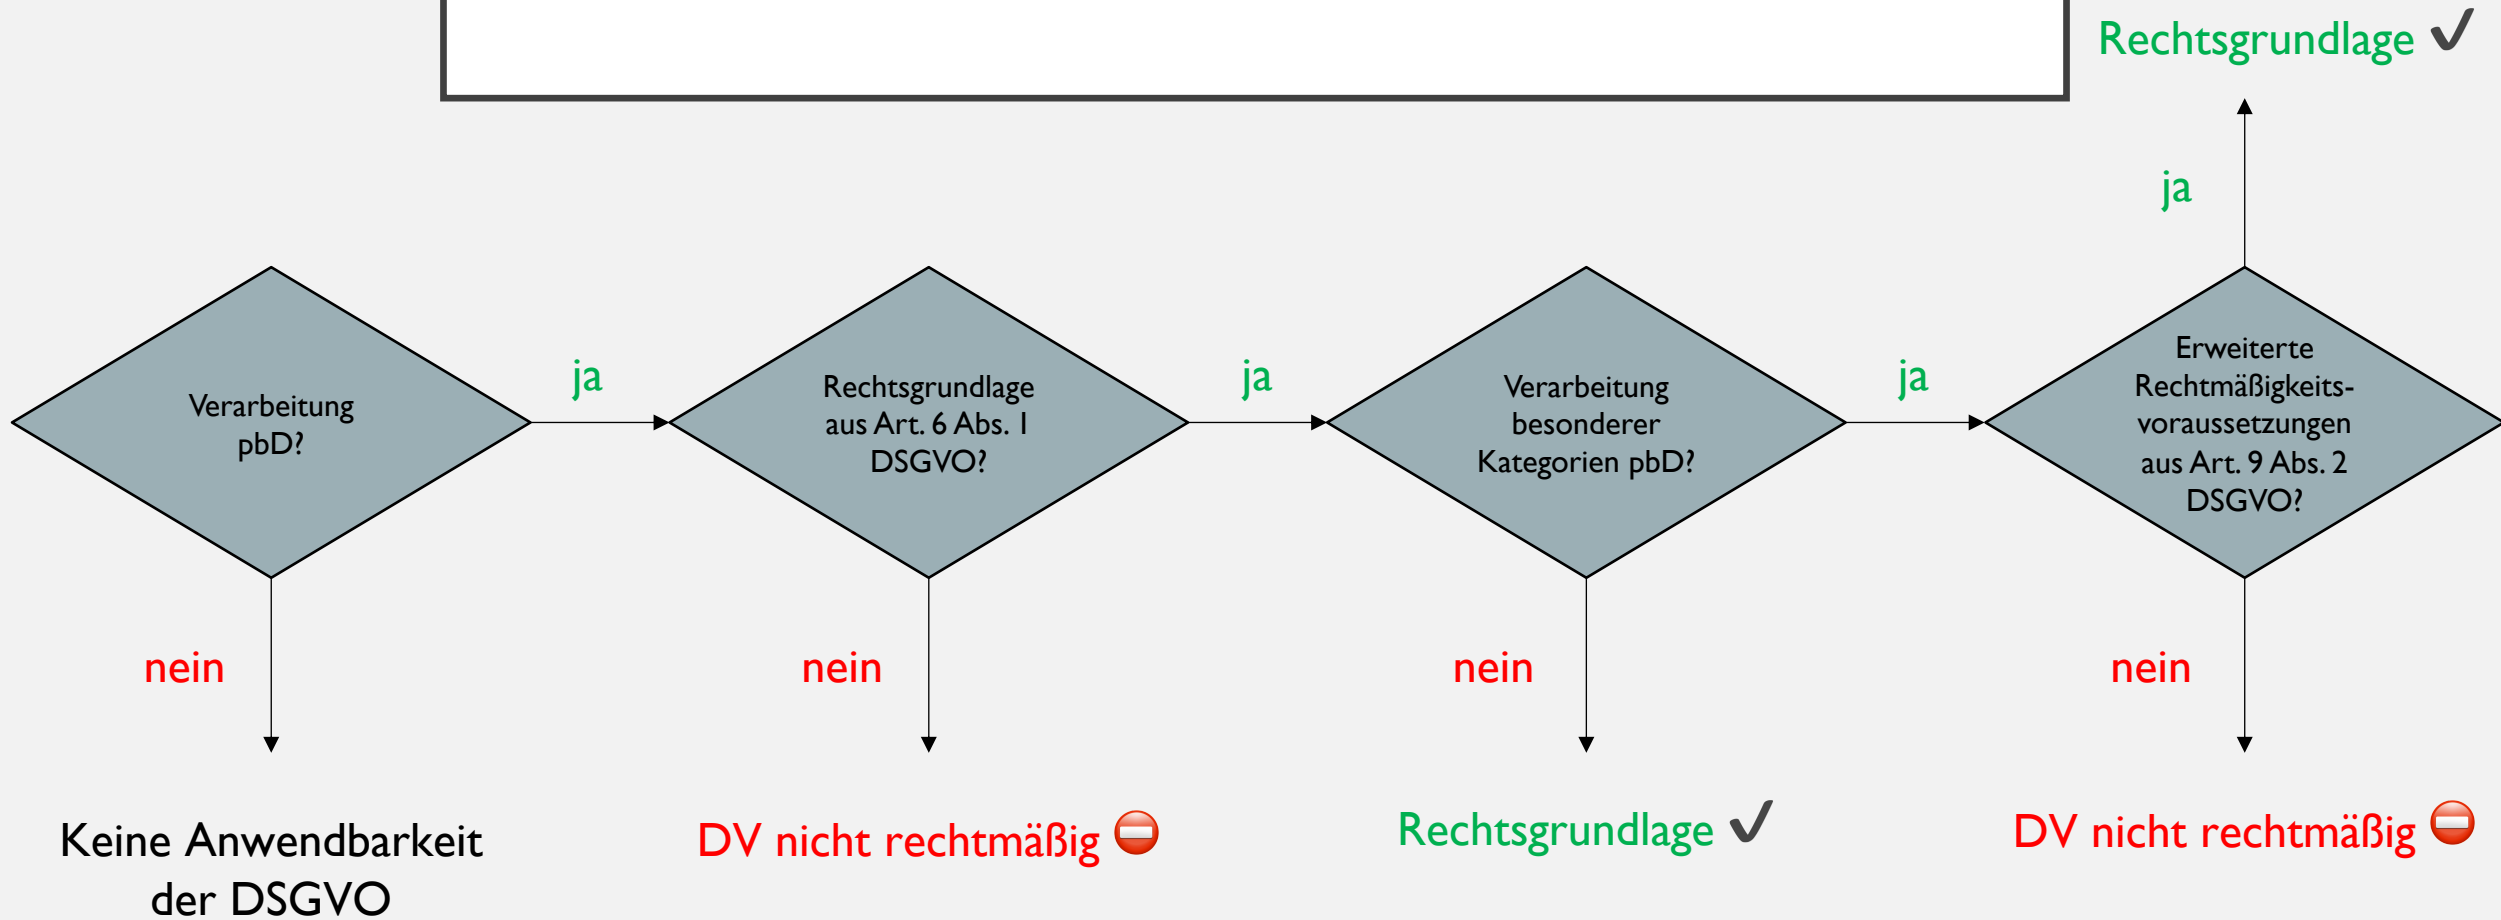 Rechtsgrundlage ✓
ja
Verarbeitung
pbD?
ja
Rechtsgrundlage
aus Art. 6 Abs. 1
DSGVO?
ja
Verarbeitung
besonderer
Kategorien pbD?
ja
Erweiterte
Rechtmäßigkeits-
voraussetzungen
aus Art. 9 Abs. 2
DSGVO?
nein
nein
nein
nein
Keine Anwendbarkeit
der DSGVO
DV nicht rechtmäßig ⛔
Rechtsgrundlage ✓
DV nicht rechtmäßig ⛔